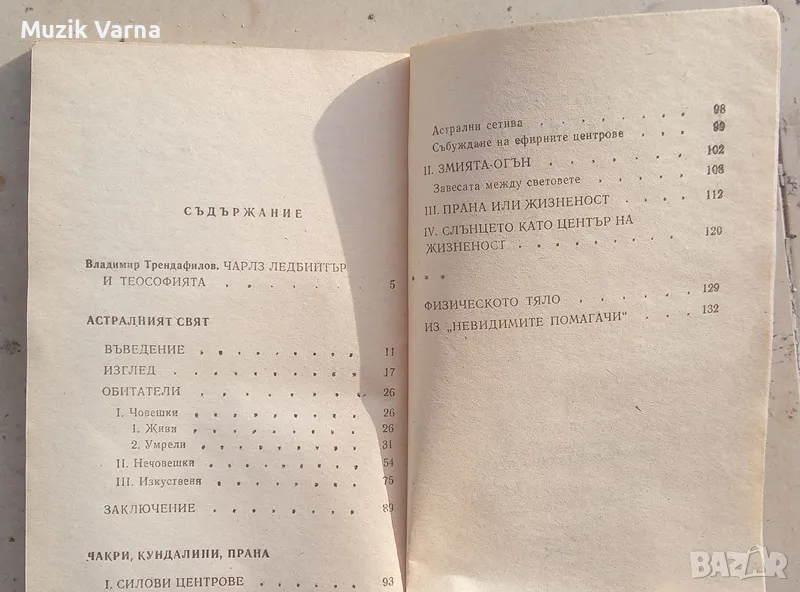 Muzik Varna
СЪДЪРЖАНИЕ
Владимир Трендафилов. ЧАРЛЗ ЛЕДБИЙТЪР
И ТЕОСОФИЯТА . . . . . . . . 5
АСТРАЛНИЯТ СВЯТ
ВЪВЕДЕНИЕ . . . . . . . . . 11
ИЗГЛЕД . . . . . . . . . . 17
ОБИТАТЕЛИ . . . . . . . . . 26
I. Човешки . . . . . . . . . 26
1. Живи . . . . . . . . . 26
2. Умрели . . . . . . . . . 31
II. Нечовешки . . . . . . . . 54
III. Изкуствени . . . . . . . . 75
ЗАКЛЮЧЕНИЕ . . . . . . . . 89
ЧАКРИ, КУНДАЛИНИ, ПРАНА
I. СИЛОВИ ЦЕНТРОВЕ . . . . . . 93
Астрални сетива . . . . . . . 98
Събуждане на ефирните центрове . . 99
II. ЗМИЯТА-ОГЪН . . . . . . . 102
Завесата между световете . . . . . 108
III. ПРАНА ИЛИ ЖИЗНЕНОСТ . . . . 112
IV. СЛЪНЦЕТО КАТО ЦЕНТЪР НА
ЖИЗНЕНОСТ . . . . . . . . 120
* * *
ФИЗИЧЕСКОТО ТЯЛО . . . . . . 129
ИЗ „НЕВИДИМИТЕ ПОМАГАЧИ“ . . . 132
BAZAR